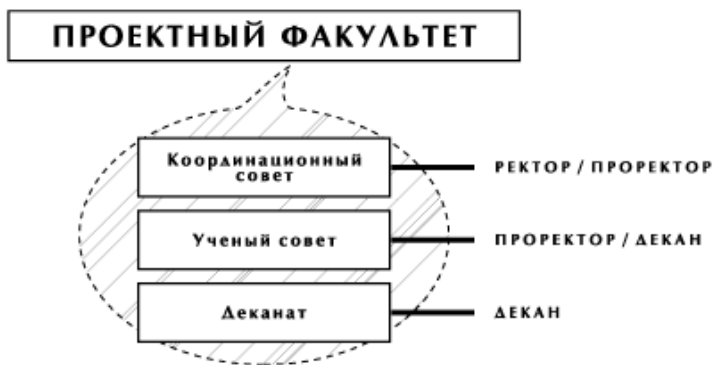 ПРОЕКТНЫЙ ФАКУЛЬТЕТ
Координационный
совет
РЕКТОР / ПРОРЕКТОР
Ученый совет
ПРОРЕКТОР / ДЕКАН
Деканат
ДЕКАН